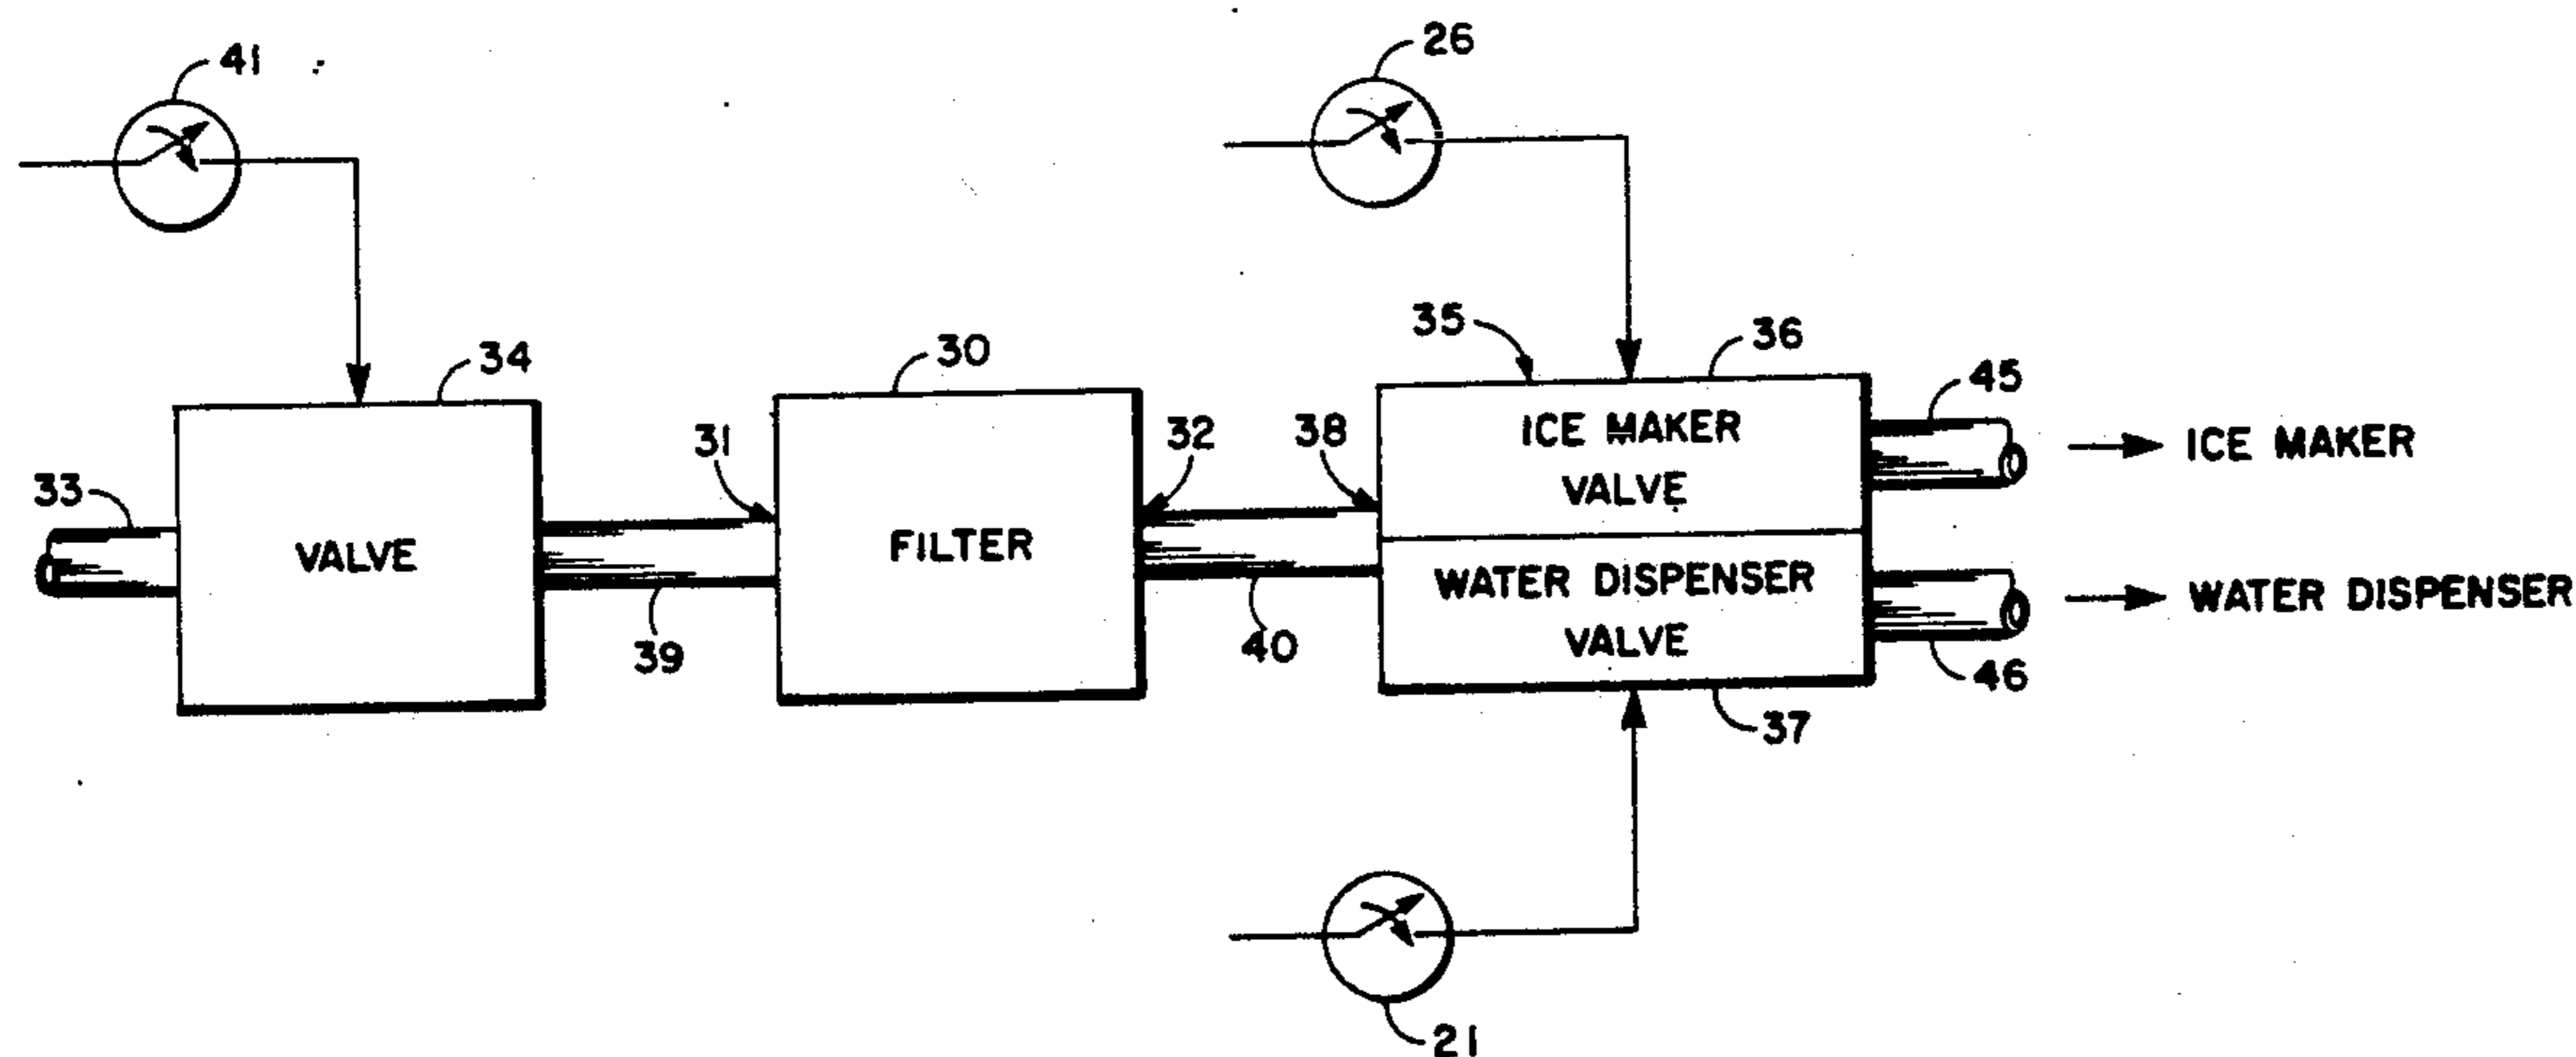 41
26
35
36
34
30
45
ICE MAKER
VALVE
ICE MAKER
31
32
38
33
VALVE
FILTER
WATER DISPENSER
VALVE
WATER DISPENSER
39
40
46
37
21